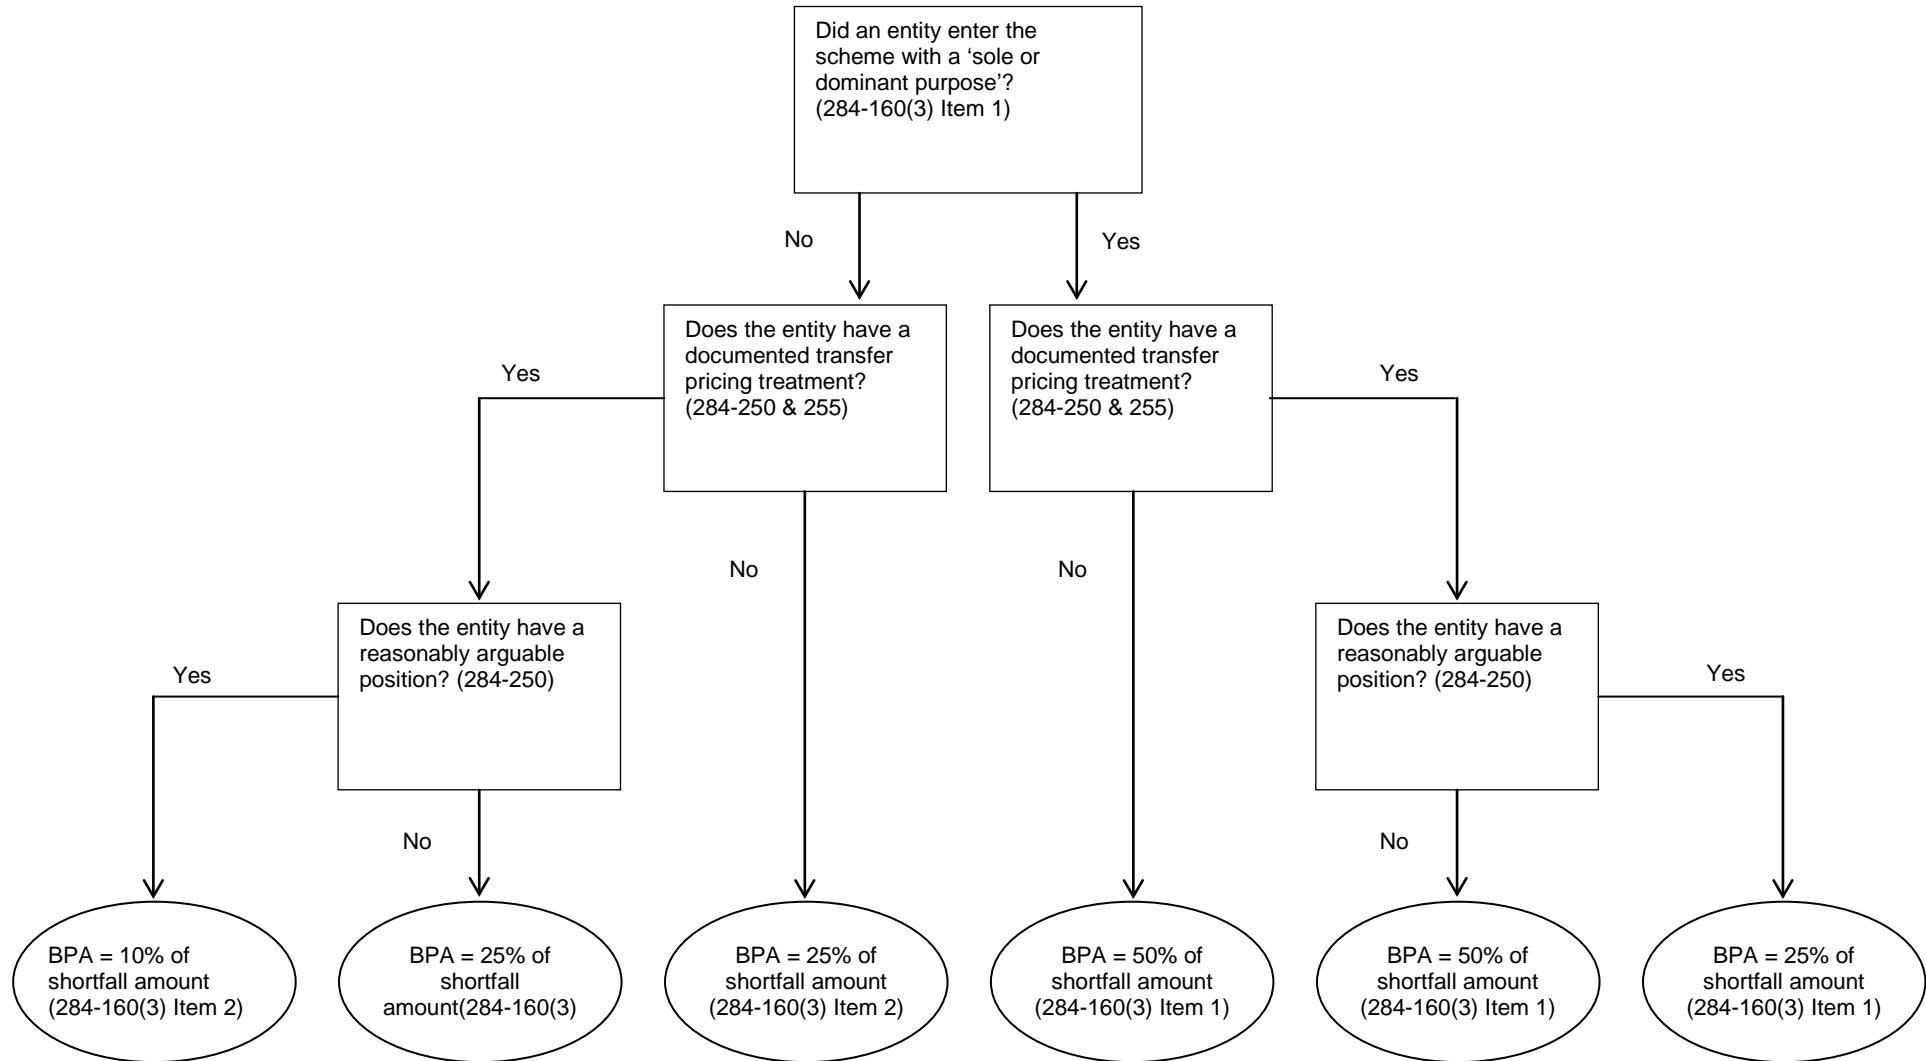 Did an entity enter the
scheme with a ‘sole or
dominant purpose’?
(284-160(3) Item 1)
No
Yes
Does the entity have a
documented transfer
pricing treatment?
(284-250 & 255)
Does the entity have a
documented transfer
pricing treatment?
(284-250 & 255)
Yes
Yes
No
No
Does the entity have a
reasonably arguable
position? (284-250)
Does the entity have a
reasonably arguable
position? (284-250)
Yes
Yes
No
No
BPA = 10% of
shortfall amount
(284-160(3) Item 2)
BPA = 25% of
shortfall
amount(284-160(3)
BPA = 25% of
shortfall amount
(284-160(3) Item 2)
BPA = 50% of
shortfall amount
(284-160(3) Item 1)
BPA = 50% of
shortfall amount
(284-160(3) Item 1)
BPA = 25% of
shortfall amount
(284-160(3) Item 1)